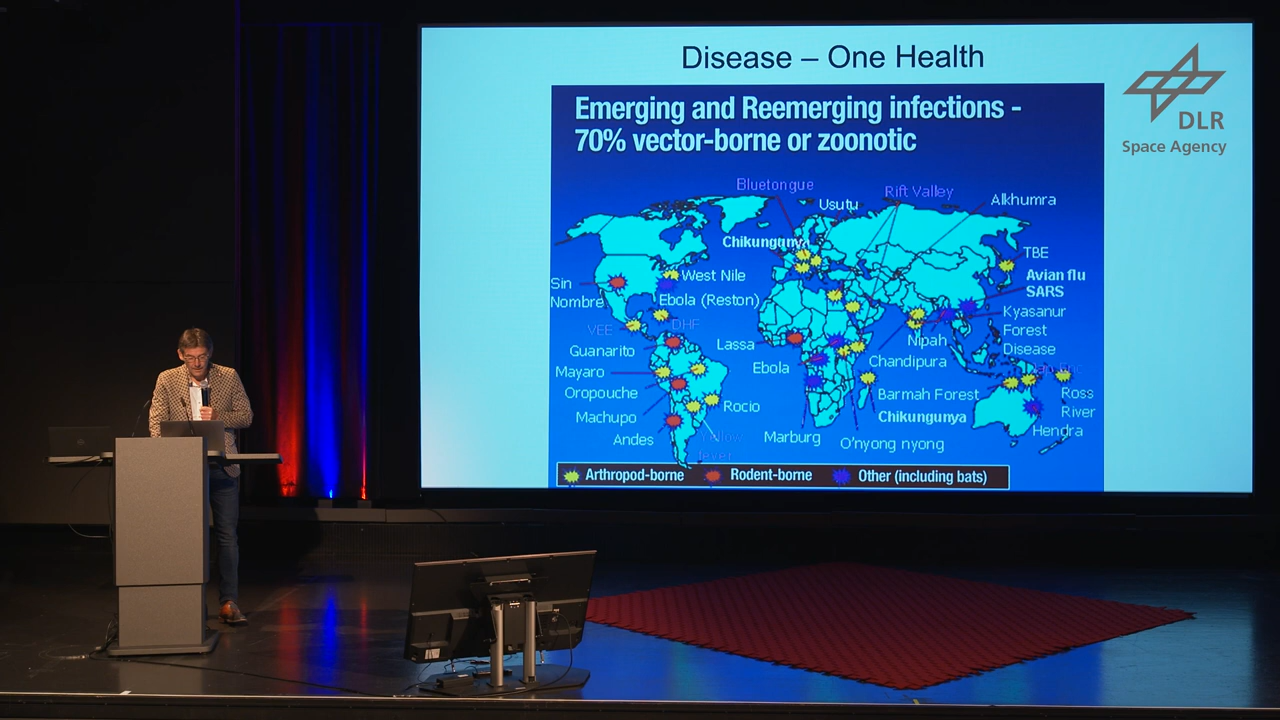 Disease – One Health
DLR
Space Agency
Emerging and Reemerging infections -
70% vector-borne or zoonotic
Bluetongue
Rift Valley
Usutu
Alkhumra
Chikungunya
TBE
Sin
Nombre
West Nile
Avian flu
SARS
Ebola (Reston)
Kyasanur
Forest
Disease
VEE
DHF
Guanarito
Lassa
Nipah
Mayaro
Ebola
Chandipura
Oropouche
Barmah Forest
Ross
River
Machupo
Rocio
Chikungunya
Hendra
Andes
Yellow
fever
Marburg
O'nyong nyong
Arthropod-borne
Rodent-borne
Other (including bats)